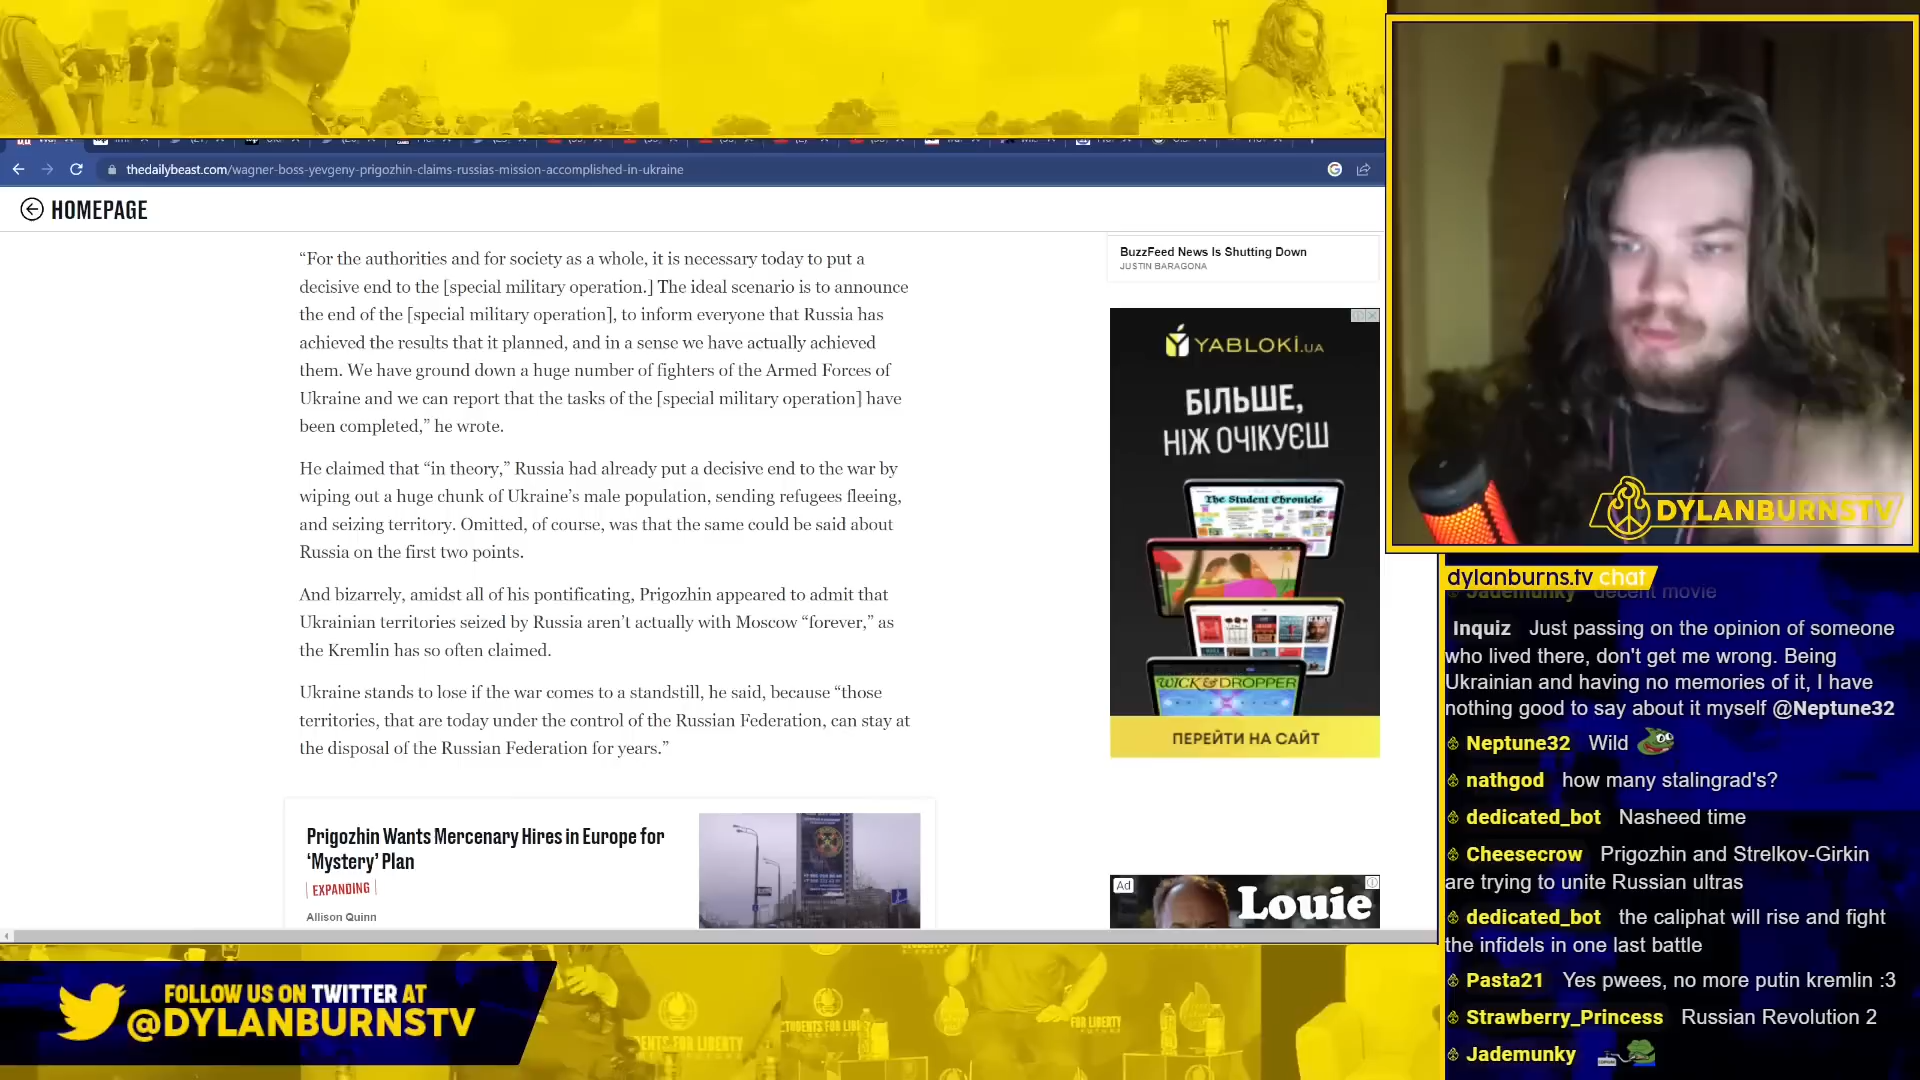 thedailybeast.com/wagner-boss-yevgeny-prigozhin-claims-russias-mission-accomplished-in-ukraine
HOMEPAGE
“For the authorities and for society as a whole, it is necessary today to put a
decisive end to the [special military operation.] The ideal scenario is to announce
the end of the [special military operation], to inform everyone that Russia has
achieved the results that it planned, and in a sense we have actually achieved
them. We have ground down a huge number of fighters of the Armed Forces of
Ukraine and we can report that the tasks of the [special military operation] have
been completed,” he wrote.
He claimed that “in theory,” Russia had already put a decisive end to the war by
wiping out a huge chunk of Ukraine’s male population, sending refugees fleeing,
and seizing territory. Omitted, of course, was that the same could be said about
Russia on the first two points.
And bizarrely, amidst all of his pontificating, Prigozhin appeared to admit that
Ukrainian territories seized by Russia aren’t actually with Moscow “forever,” as
the Kremlin has so often claimed.
Ukraine stands to lose if the war comes to a standstill, he said, because “those
territories, that are today under the control of the Russian Federation, can stay at
the disposal of the Russian Federation for years.”
Prigozhin Wants Mercenary Hires in Europe for
‘Mystery’ Plan
EXPANDING
Allison Quinn
BuzzFeed News Is Shutting Down
JUSTIN BARAGONA
YABLOKI.UA
БІЛЬШЕ,
НІЖ ОЧІКУЄШ
The Student Chronicle
WICK & DROPPER
ПЕРЕЙТИ НА САЙТ
Ad
Louie
DYLANBURNSTV
dylanburns.tv chat
Jademunky decent movie
Inquiz Just passing on the opinion of someone
who lived there, don't get me wrong. Being
Ukrainian and having no memories of it, I have
nothing good to say about it myself @Neptune32
Neptune32 Wild
nathgod how many stalingrad's?
dedicated_bot Nasheed time
Cheesecrow Prigozhin and Strelkov-Girkin
are trying to unite Russian ultras
dedicated_bot the caliphat will rise and fight
the infidels in one last battle
Pasta21 Yes pwees, no more putin kremlin :3
Strawberry_Princess Russian Revolution 2
Jademunky
FOLLOW US ON TWITTER AT
@DYLANBURNSTV